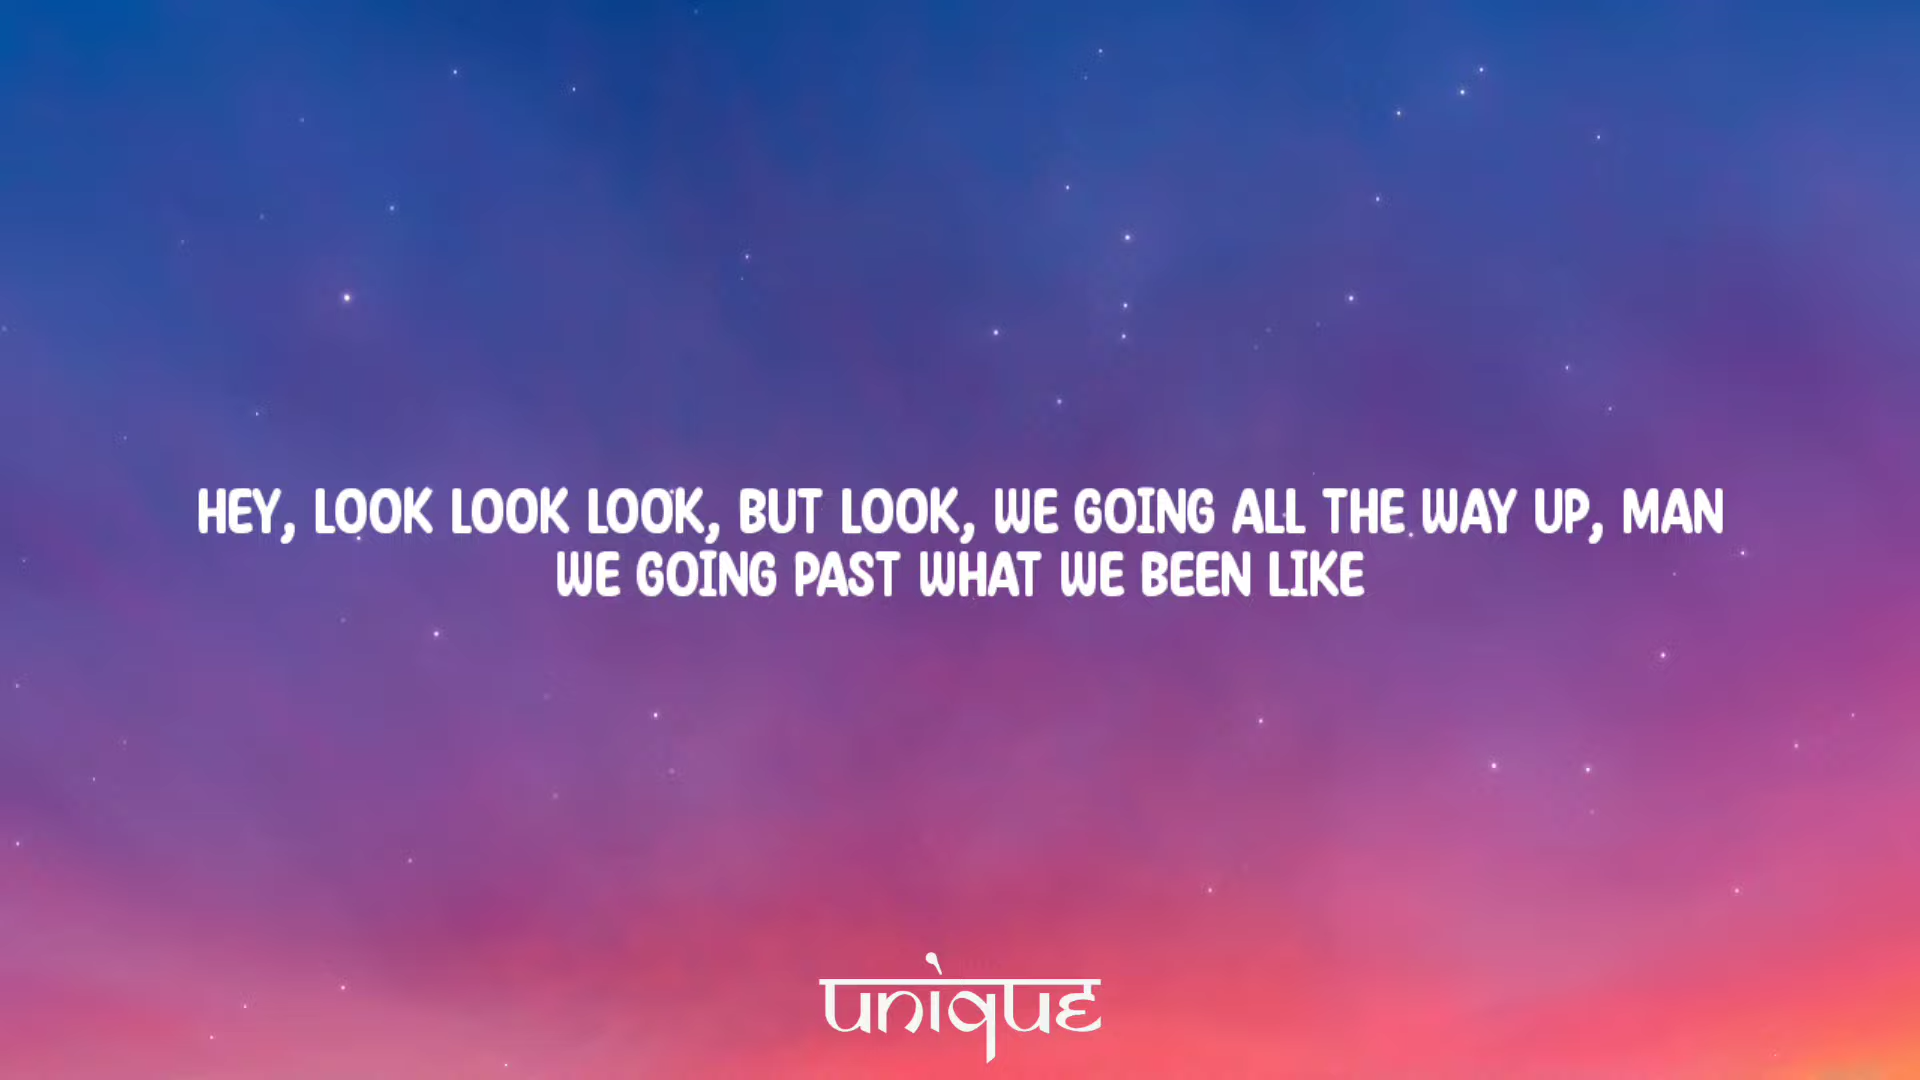 HEY, LOOK LOOK LOOK, BUT LOOK, WE GOING ALL THE WAY UP, MAN
WE GOING PAST WHAT WE BEEN LIKE
unique